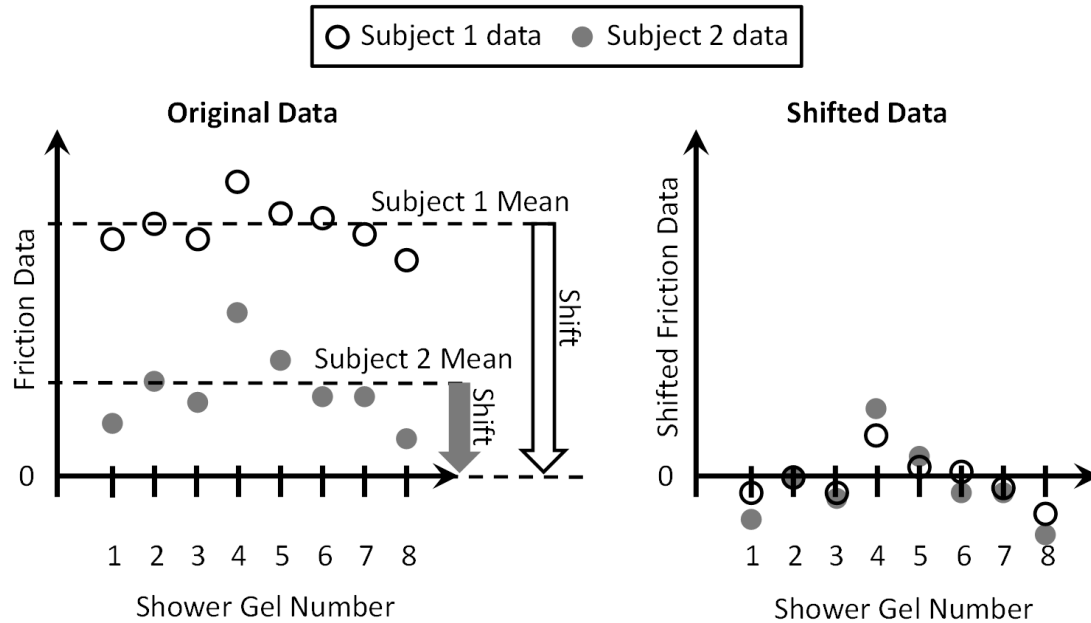 Subject 1 data
Subject 2 data
Original Data
Friction Data
Subject 1 Mean
Subject 2 Mean
Shift
Shift
0
1 2 3 4 5 6 7 8
Shower Gel Number
Shifted Data
Shifted Friction Data
0
1 2 3 4 5 6 7 8
Shower Gel Number